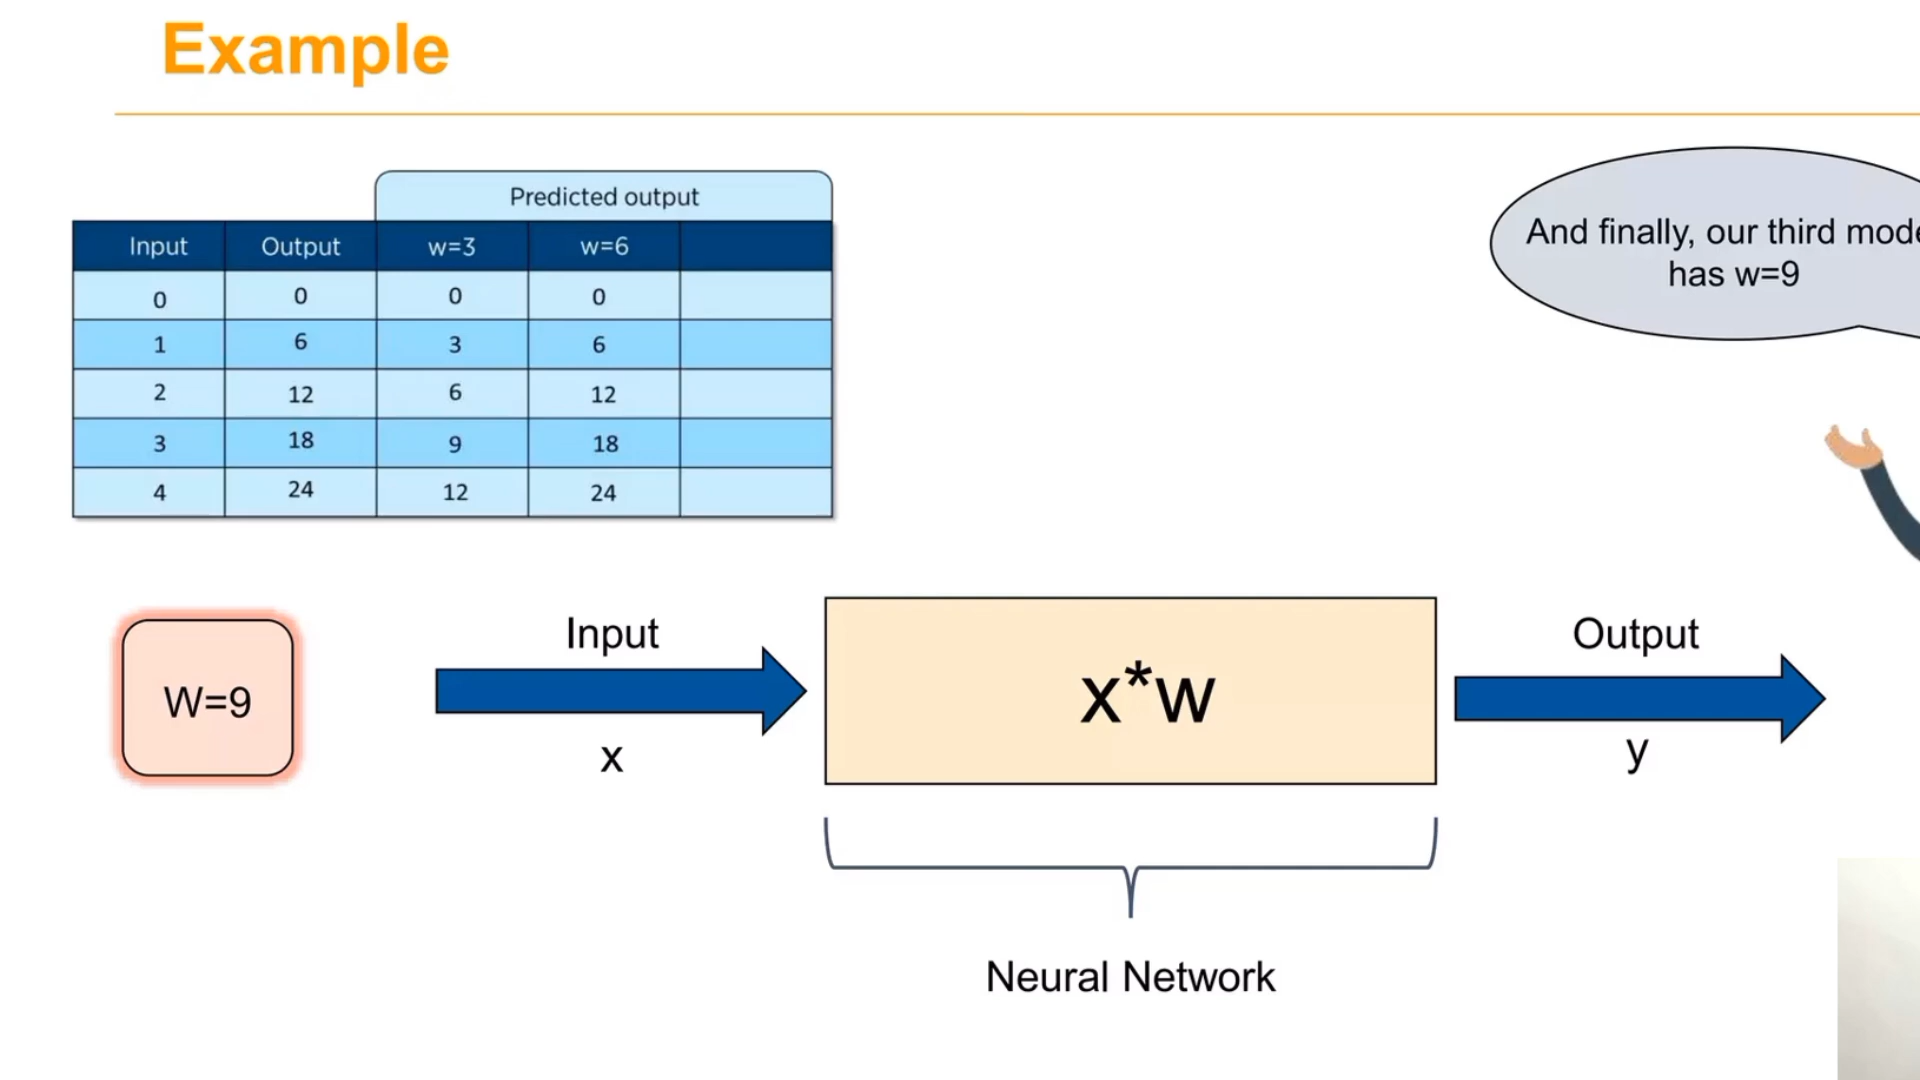 Example
Predicted output
Input Output w=3 w=6
0 0 0 0
1 6 3 6
2 12 6 12
3 18 9 18
4 24 12 24
And finally, our third mode
has w=9
W=9
Input
x
x*w
Output
y
Neural Network